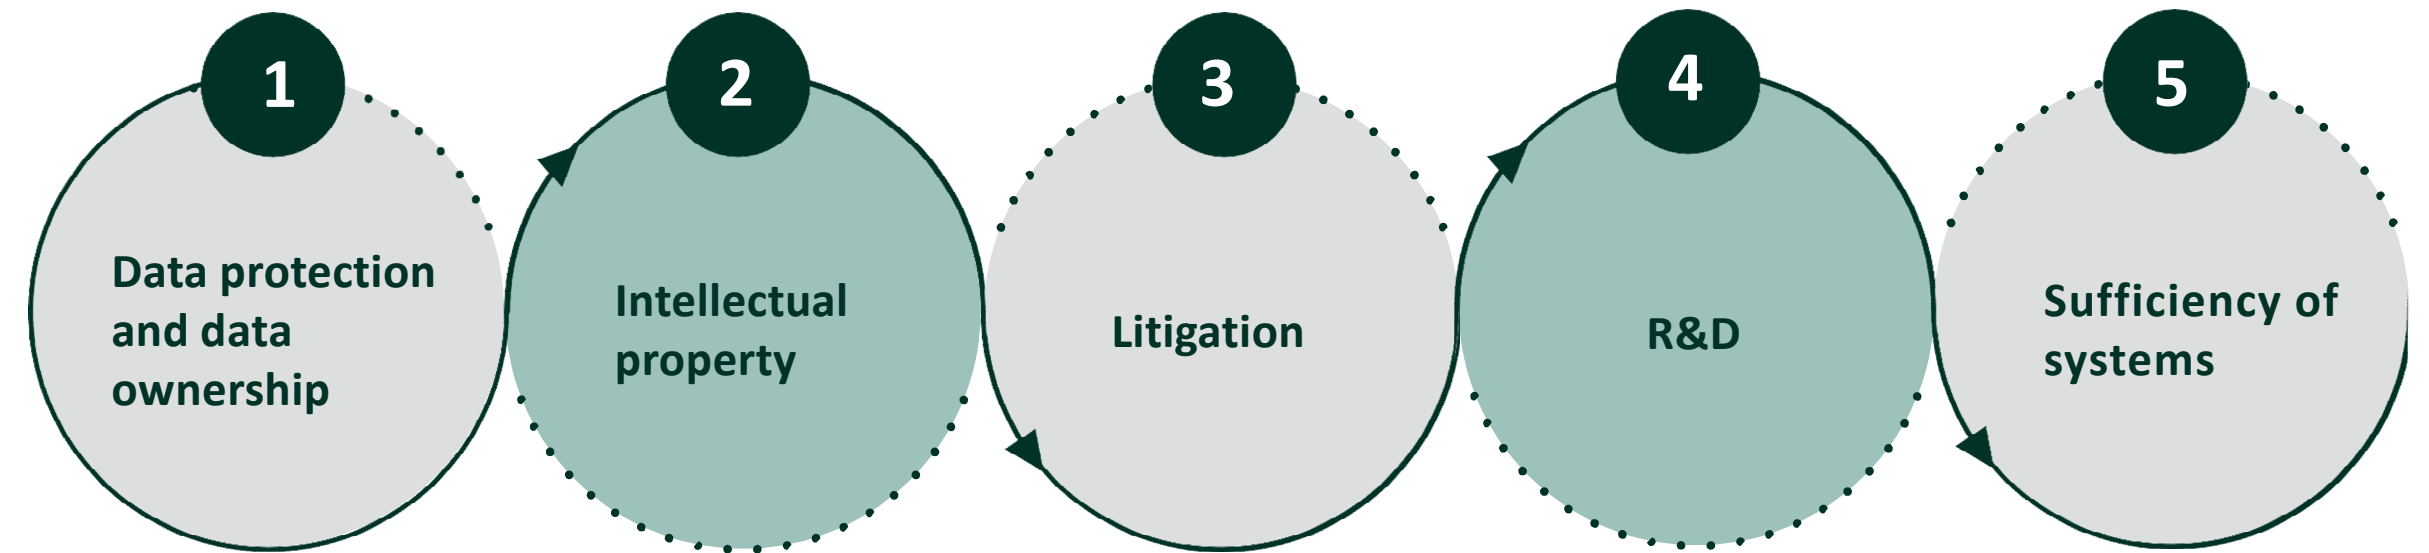 1
Data protection
and data
ownership
2
Intellectual
property
3
Litigation
4
R&D
5
Sufficiency of
systems